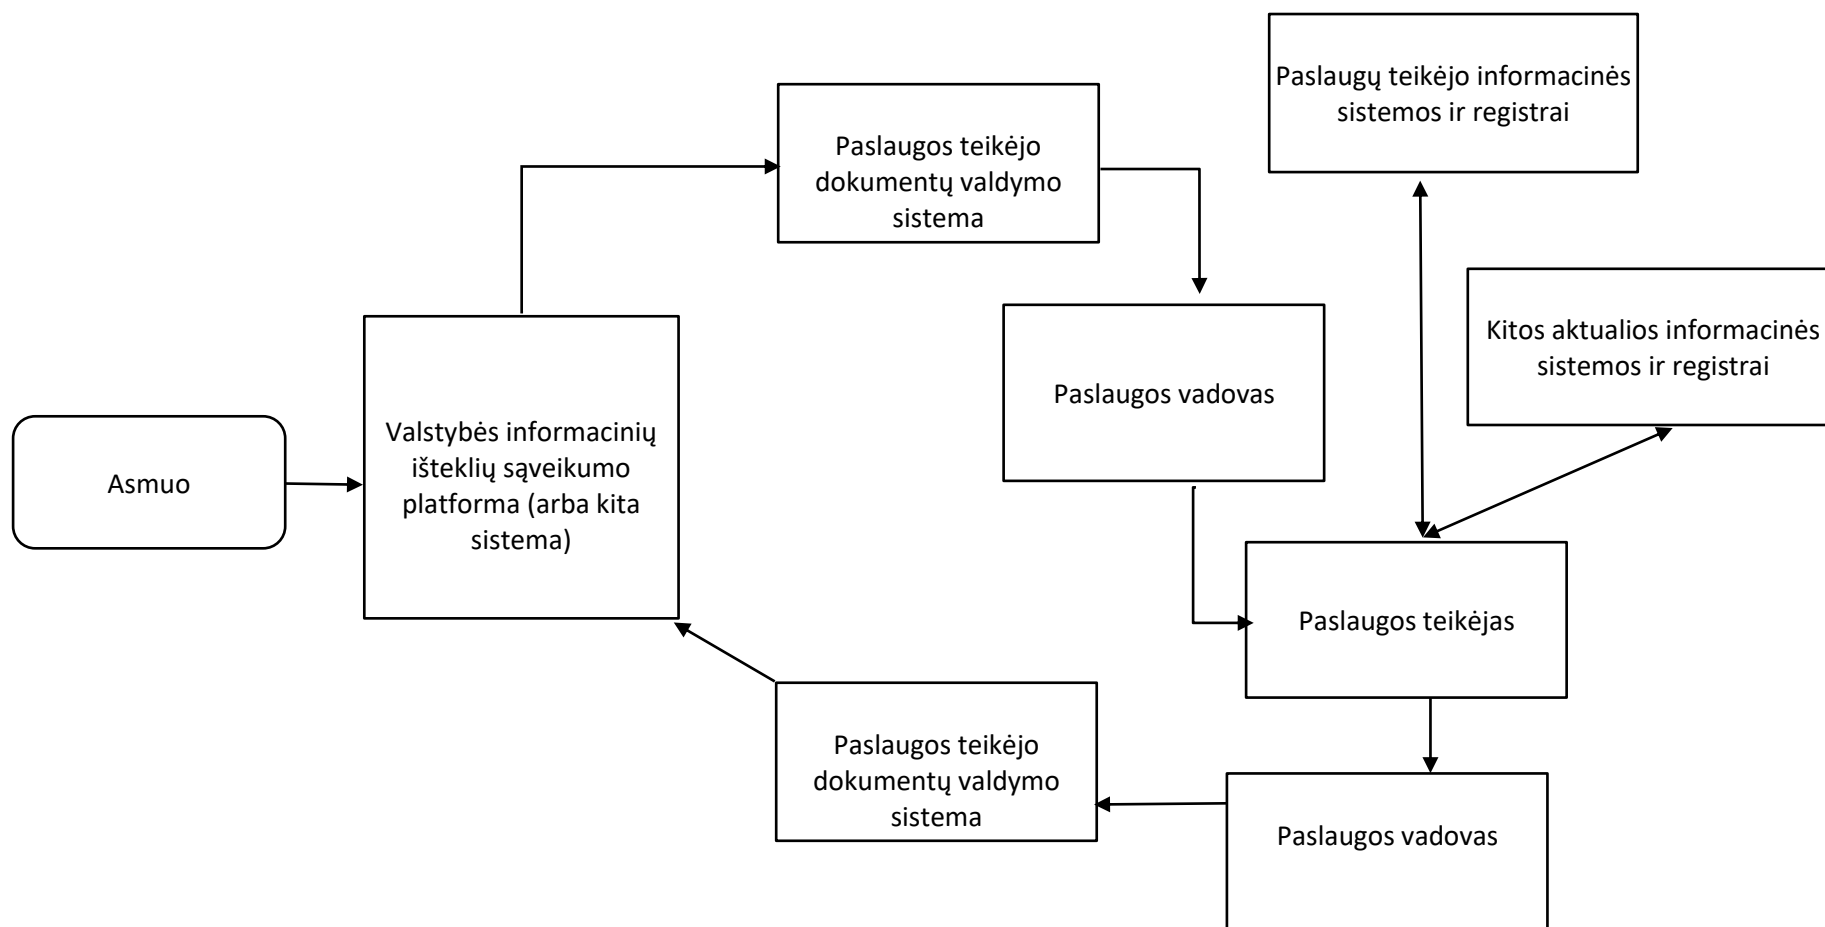 Paslaugų teikėjo informacinės
sistemos ir registrai
Paslaugos teikėjo
dokumentų valdymo
sistema
Kitos aktualios informacinės
sistemos ir registrai
Paslaugos vadovas
Valstybės informacinių
išteklių sąveikumo
platforma (arba kita
sistema)
Asmuo
Paslaugos teikėjas
Paslaugos teikėjo
dokumentų valdymo
sistema
Paslaugos vadovas